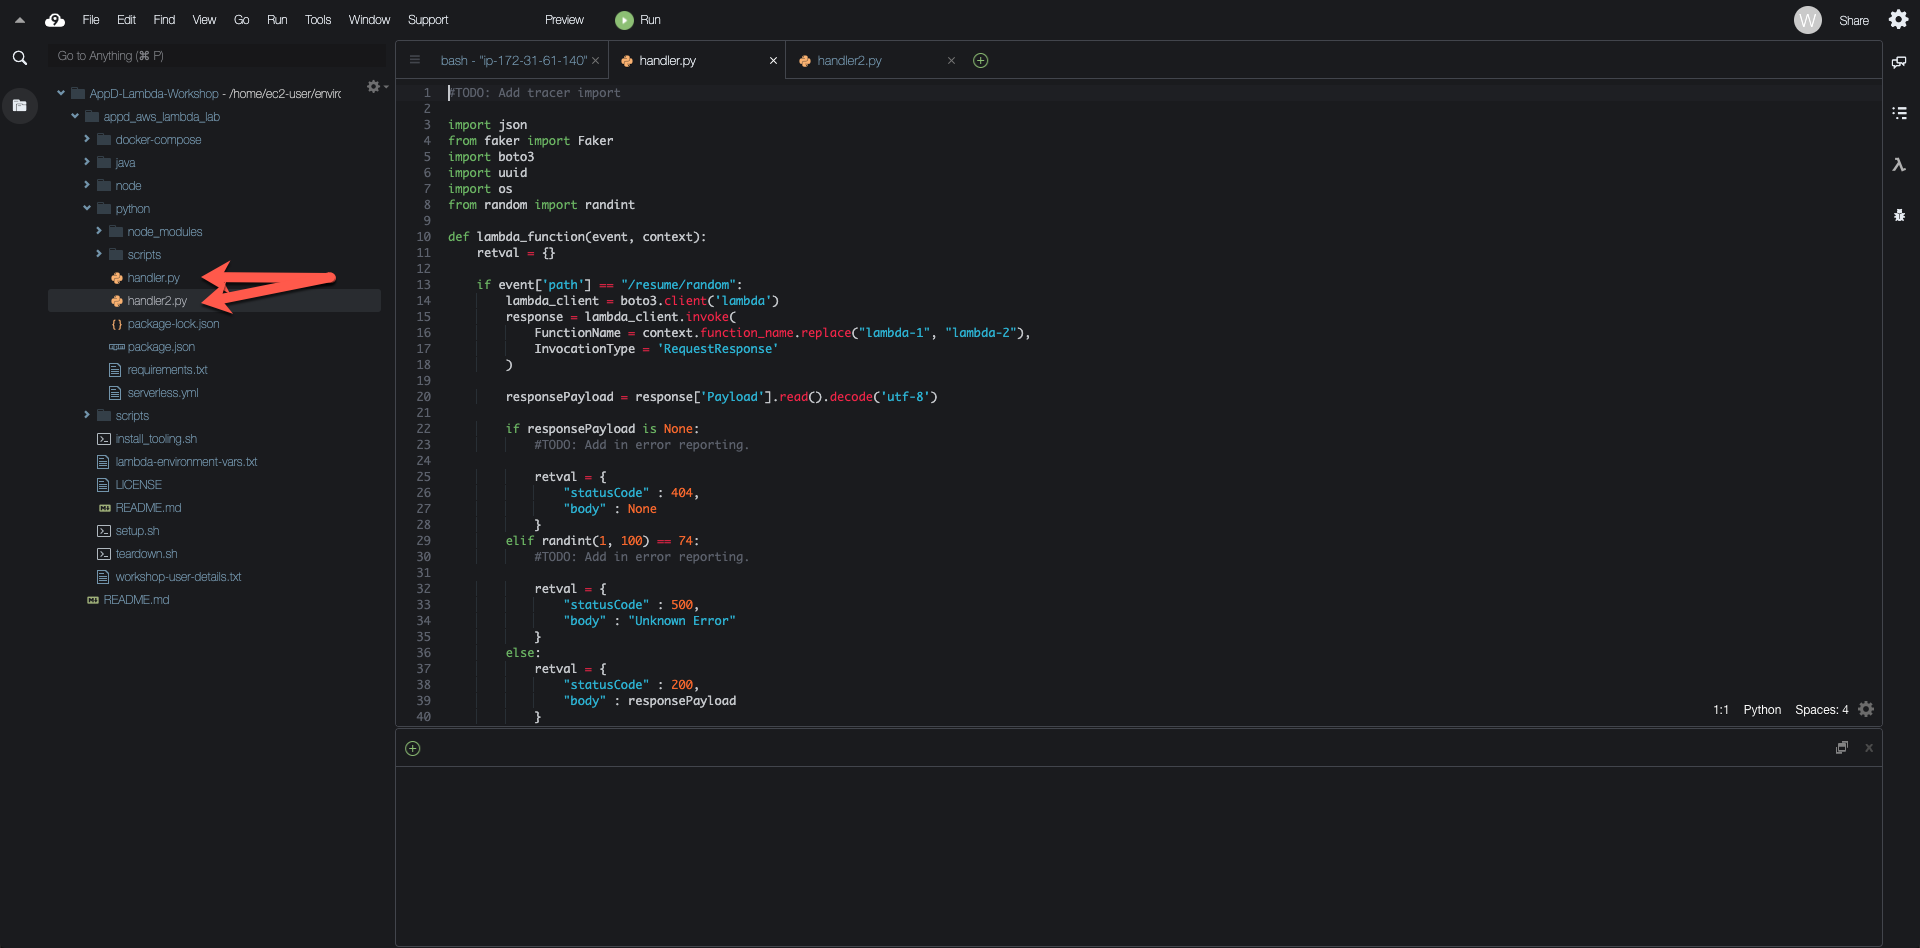 File Edit Find View Go Run Tools Window Support Preview Run W Share
Go to Anything (⌘ P)
AppD-Lambda-Workshop - /home/ec2-user/enviro
appd_aws_lambda_lab
docker-compose
java
node
python
node_modules
scripts
handler.py
handler2.py
package-lock.json
package.json
requirements.txt
serverless.yml
scripts
install_tooling.sh
lambda-environment-vars.txt
LICENSE
README.md
setup.sh
teardown.sh
workshop-user-details.txt
README.md
bash - "ip-172-31-61-140" × handler.py × handler2.py ×
1 #TODO: Add tracer import
2
3 import json
4 from faker import Faker
5 import boto3
6 import uuid
7 import os
8 from random import randint
9
10 def lambda_function(event, context):
11     retval = {}
12
13     if event['path'] == "/resume/random":
14         lambda_client = boto3.client('lambda')
15         response = lambda_client.invoke(
16             FunctionName = context.function_name.replace("lambda-1", "lambda-2"),
17             InvocationType = 'RequestResponse'
18         )
19
20         responsePayload = response['Payload'].read().decode('utf-8')
21
22         if responsePayload is None:
23             #TODO: Add in error reporting.
24
25             retval = {
26                 "statusCode" : 404,
27                 "body" : None
28             }
29         elif randint(1, 100) == 74:
30             #TODO: Add in error reporting.
31
32             retval = {
33                 "statusCode" : 500,
34                 "body" : "Unknown Error"
35             }
36         else:
37             retval = {
38                 "statusCode" : 200,
39                 "body" : responsePayload
40             }
1:1 Python Spaces: 4